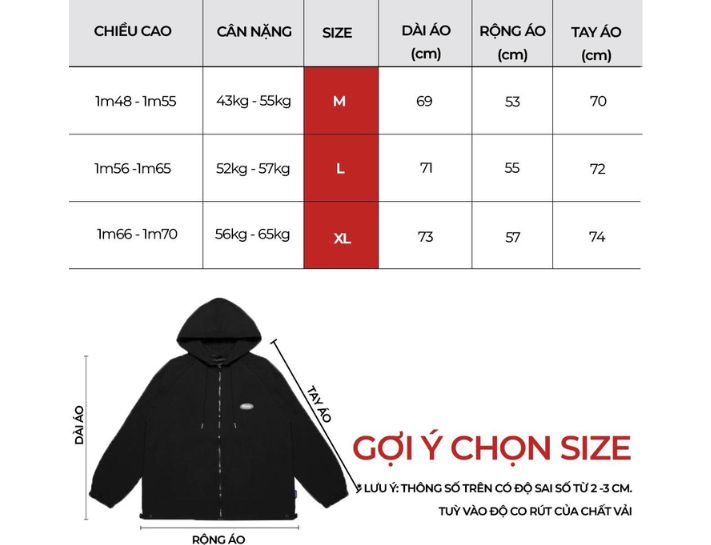 CHIỀU CAO CÂN NẶNG SIZE DÀI ÁO (cm) RỘNG ÁO (cm) TAY ÁO (cm)
1m48 - 1m55 43kg - 55kg M 69 53 70
1m56 -1m65 52kg - 57kg L 71 55 72
1m66 - 1m70 56kg - 65kg XL 73 57 74
DÀI ÁO
TAY ÁO
RỘNG ÁO
GỢI Ý CHỌN SIZE
* LƯU Ý: THÔNG SỐ TRÊN CÓ ĐỘ SAI SỐ TỪ 2 -3 CM.
TUỲ VÀO ĐỘ CO RÚT CỦA CHẤT VẢI